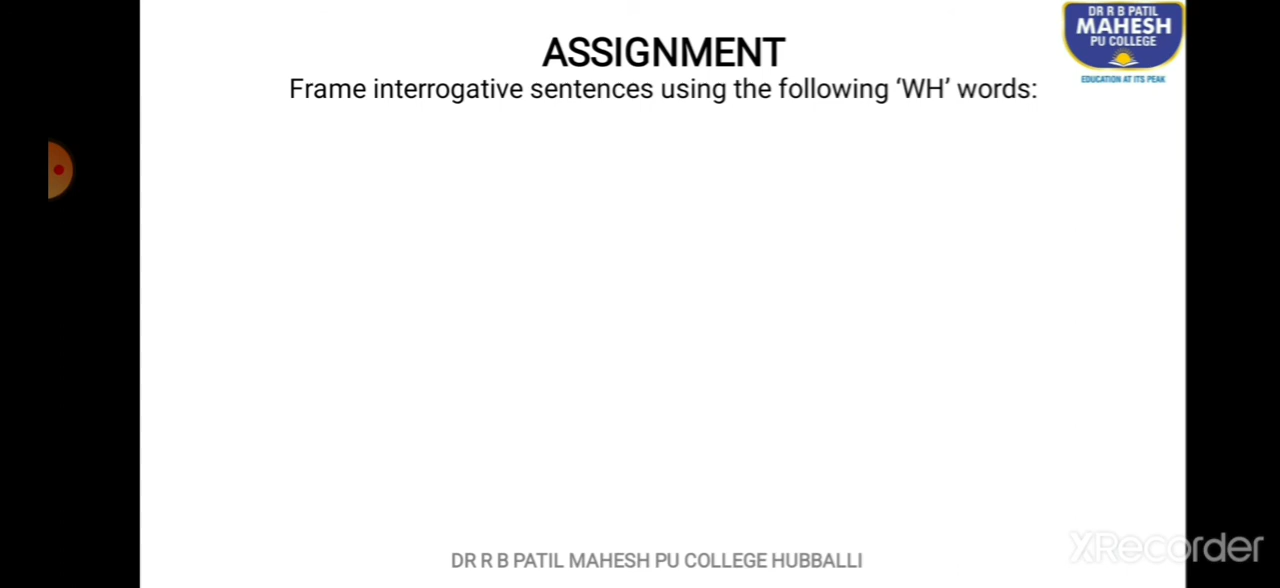 DR R B PATIL
MAHESH
PU COLLEGE
EDUCATION AT ITS PEAK
ASSIGNMENT
Frame interrogative sentences using the following ‘WH’ words:
DR R B PATIL MAHESH PU COLLEGE HUBBALLI
XRecorder